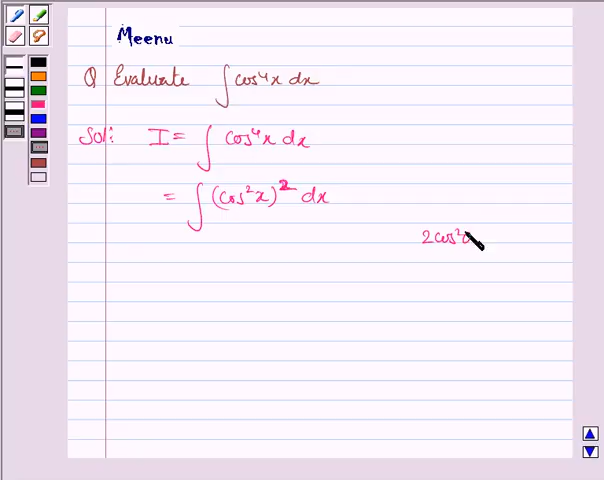 Meenu
Q Evaluate ∫ cos⁴x dx
Sol: I = ∫ cos⁴x dx
= ∫ (cos²x)² dx
2cos²